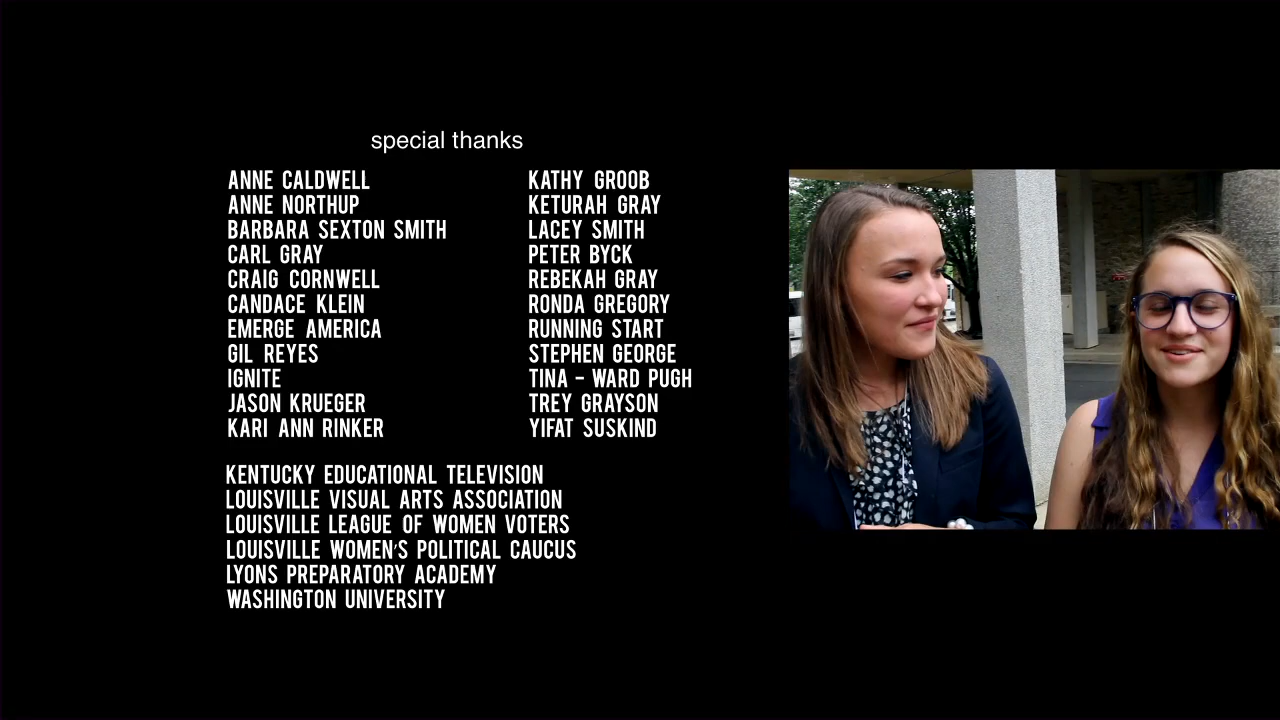 special thanks
ANNE CALDWELL
ANNE NORTHUP
BARBARA SEXTON SMITH
CARL GRAY
CRAIG CORNWELL
CANDACE KLEIN
EMERGE AMERICA
GIL REYES
IGNITE
JASON KRUEGER
KARI ANN RINKER
KATHY GROOB
KETURAH GRAY
LACEY SMITH
PETER BYCK
REBEKAH GRAY
RONDA GREGORY
RUNNING START
STEPHEN GEORGE
TINA - WARD PUGH
TREY GRAYSON
YIFAT SUSKIND
KENTUCKY EDUCATIONAL TELEVISION
LOUISVILLE VISUAL ARTS ASSOCIATION
LOUISVILLE LEAGUE OF WOMEN VOTERS
LOUISVILLE WOMEN'S POLITICAL CAUCUS
LYONS PREPARATORY ACADEMY
WASHINGTON UNIVERSITY